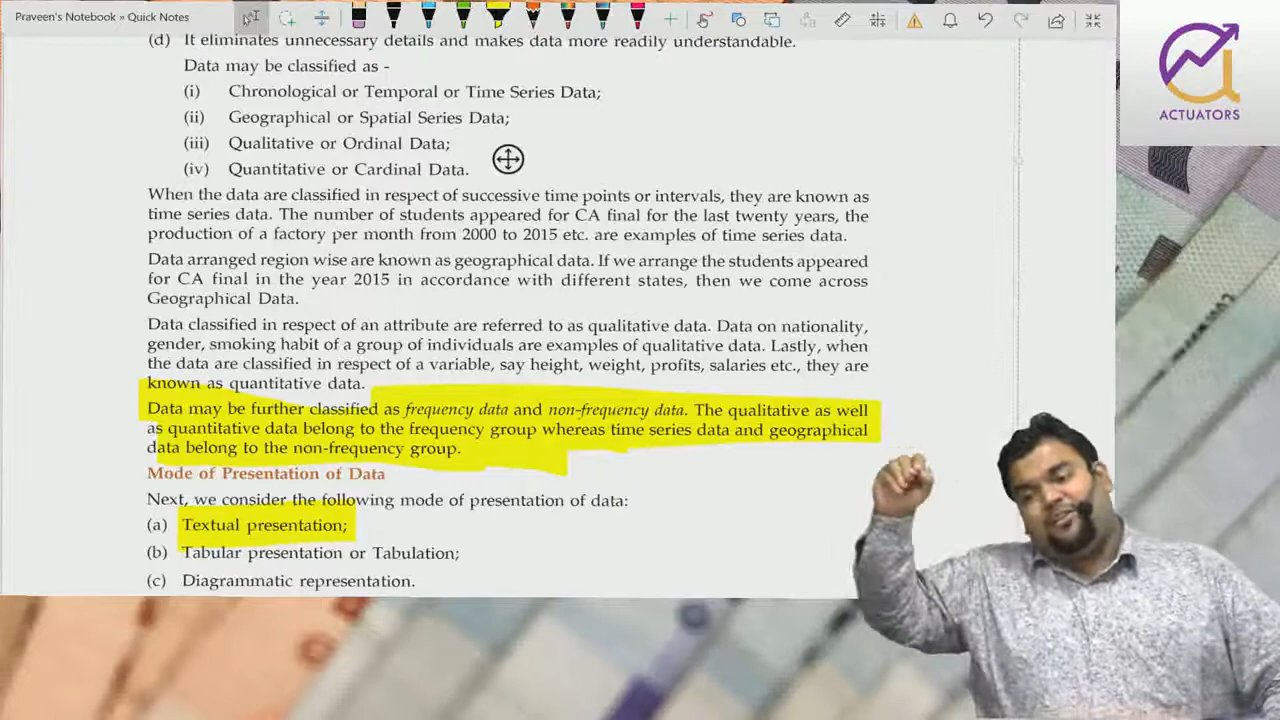 Praveen's Notebook » Quick Notes
(d) It eliminates unnecessary details and makes data more readily understandable.
Data may be classified as -
(i) Chronological or Temporal or Time Series Data;
(ii) Geographical or Spatial Series Data;
(iii) Qualitative or Ordinal Data;
(iv) Quantitative or Cardinal Data.
When the data are classified in respect of successive time points or intervals, they are known as
time series data. The number of students appeared for CA final for the last twenty years, the
production of a factory per month from 2000 to 2015 etc. are examples of time series data.
Data arranged region wise are known as geographical data. If we arrange the students appeared
for CA final in the year 2015 in accordance with different states, then we come across
Geographical Data.
Data classified in respect of an attribute are referred to as qualitative data. Data on nationality,
gender, smoking habit of a group of individuals are examples of qualitative data. Lastly, when
the data are classified in respect of a variable, say height, weight, profits, salaries etc., they are
known as quantitative data.
Data may be further classified as frequency data and non-frequency data. The qualitative as well
as quantitative data belong to the frequency group whereas time series data and geographical
data belong to the non-frequency group.
Mode of Presentation of Data
Next, we consider the following mode of presentation of data:
(a) Textual presentation;
(b) Tabular presentation or Tabulation;
(c) Diagrammatic representation.
ACTUATORS